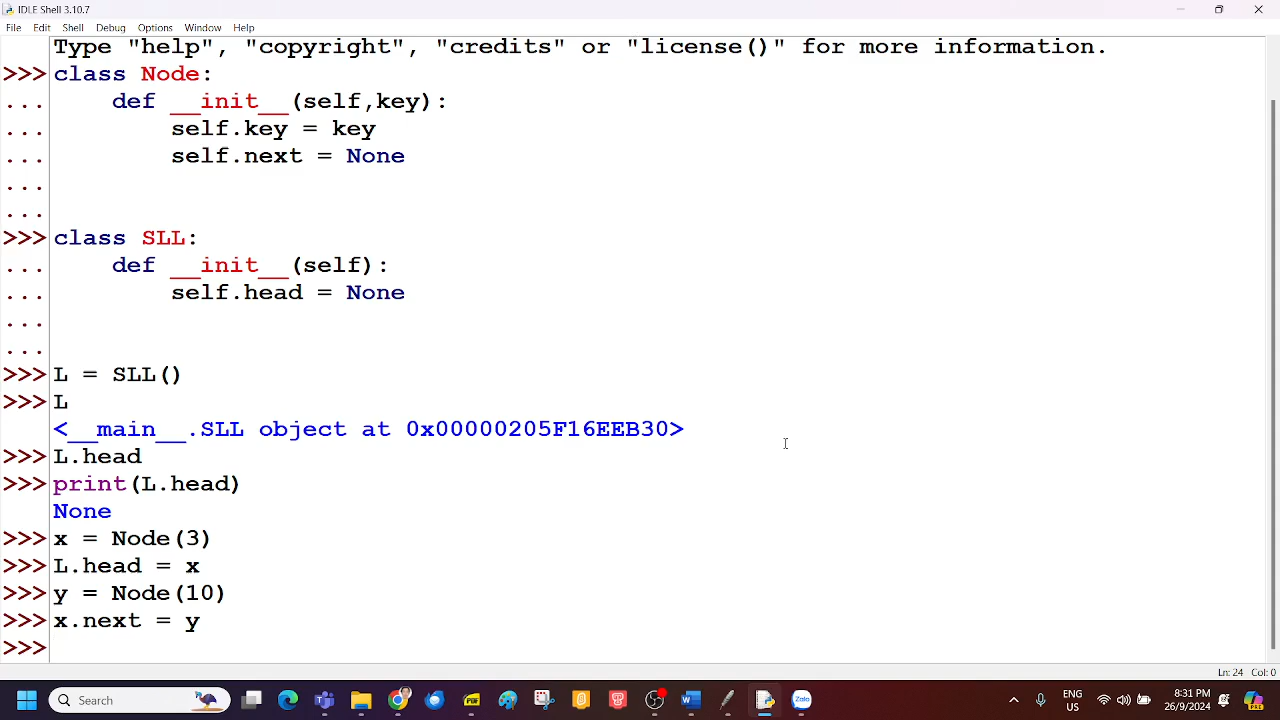 IDLE Shell 3.10.7
File Edit Shell Debug Options Window Help
Type "help", "copyright", "credits" or "license()" for more information.
>>> class Node:
...     def __init__(self,key):
...         self.key = key
...         self.next = None
...
...
>>> class SLL:
...     def __init__(self):
...         self.head = None
...
...
>>> L = SLL()
>>> L
<__main__.SLL object at 0x00000205F16EEB30>
>>> L.head
>>> print(L.head)
None
>>> x = Node(3)
>>> L.head = x
>>> y = Node(10)
>>> x.next = y
>>>
Ln: 24 Col: 0
Search
PDF
Zalo
ENG
US
8:31 PM
26/9/2024